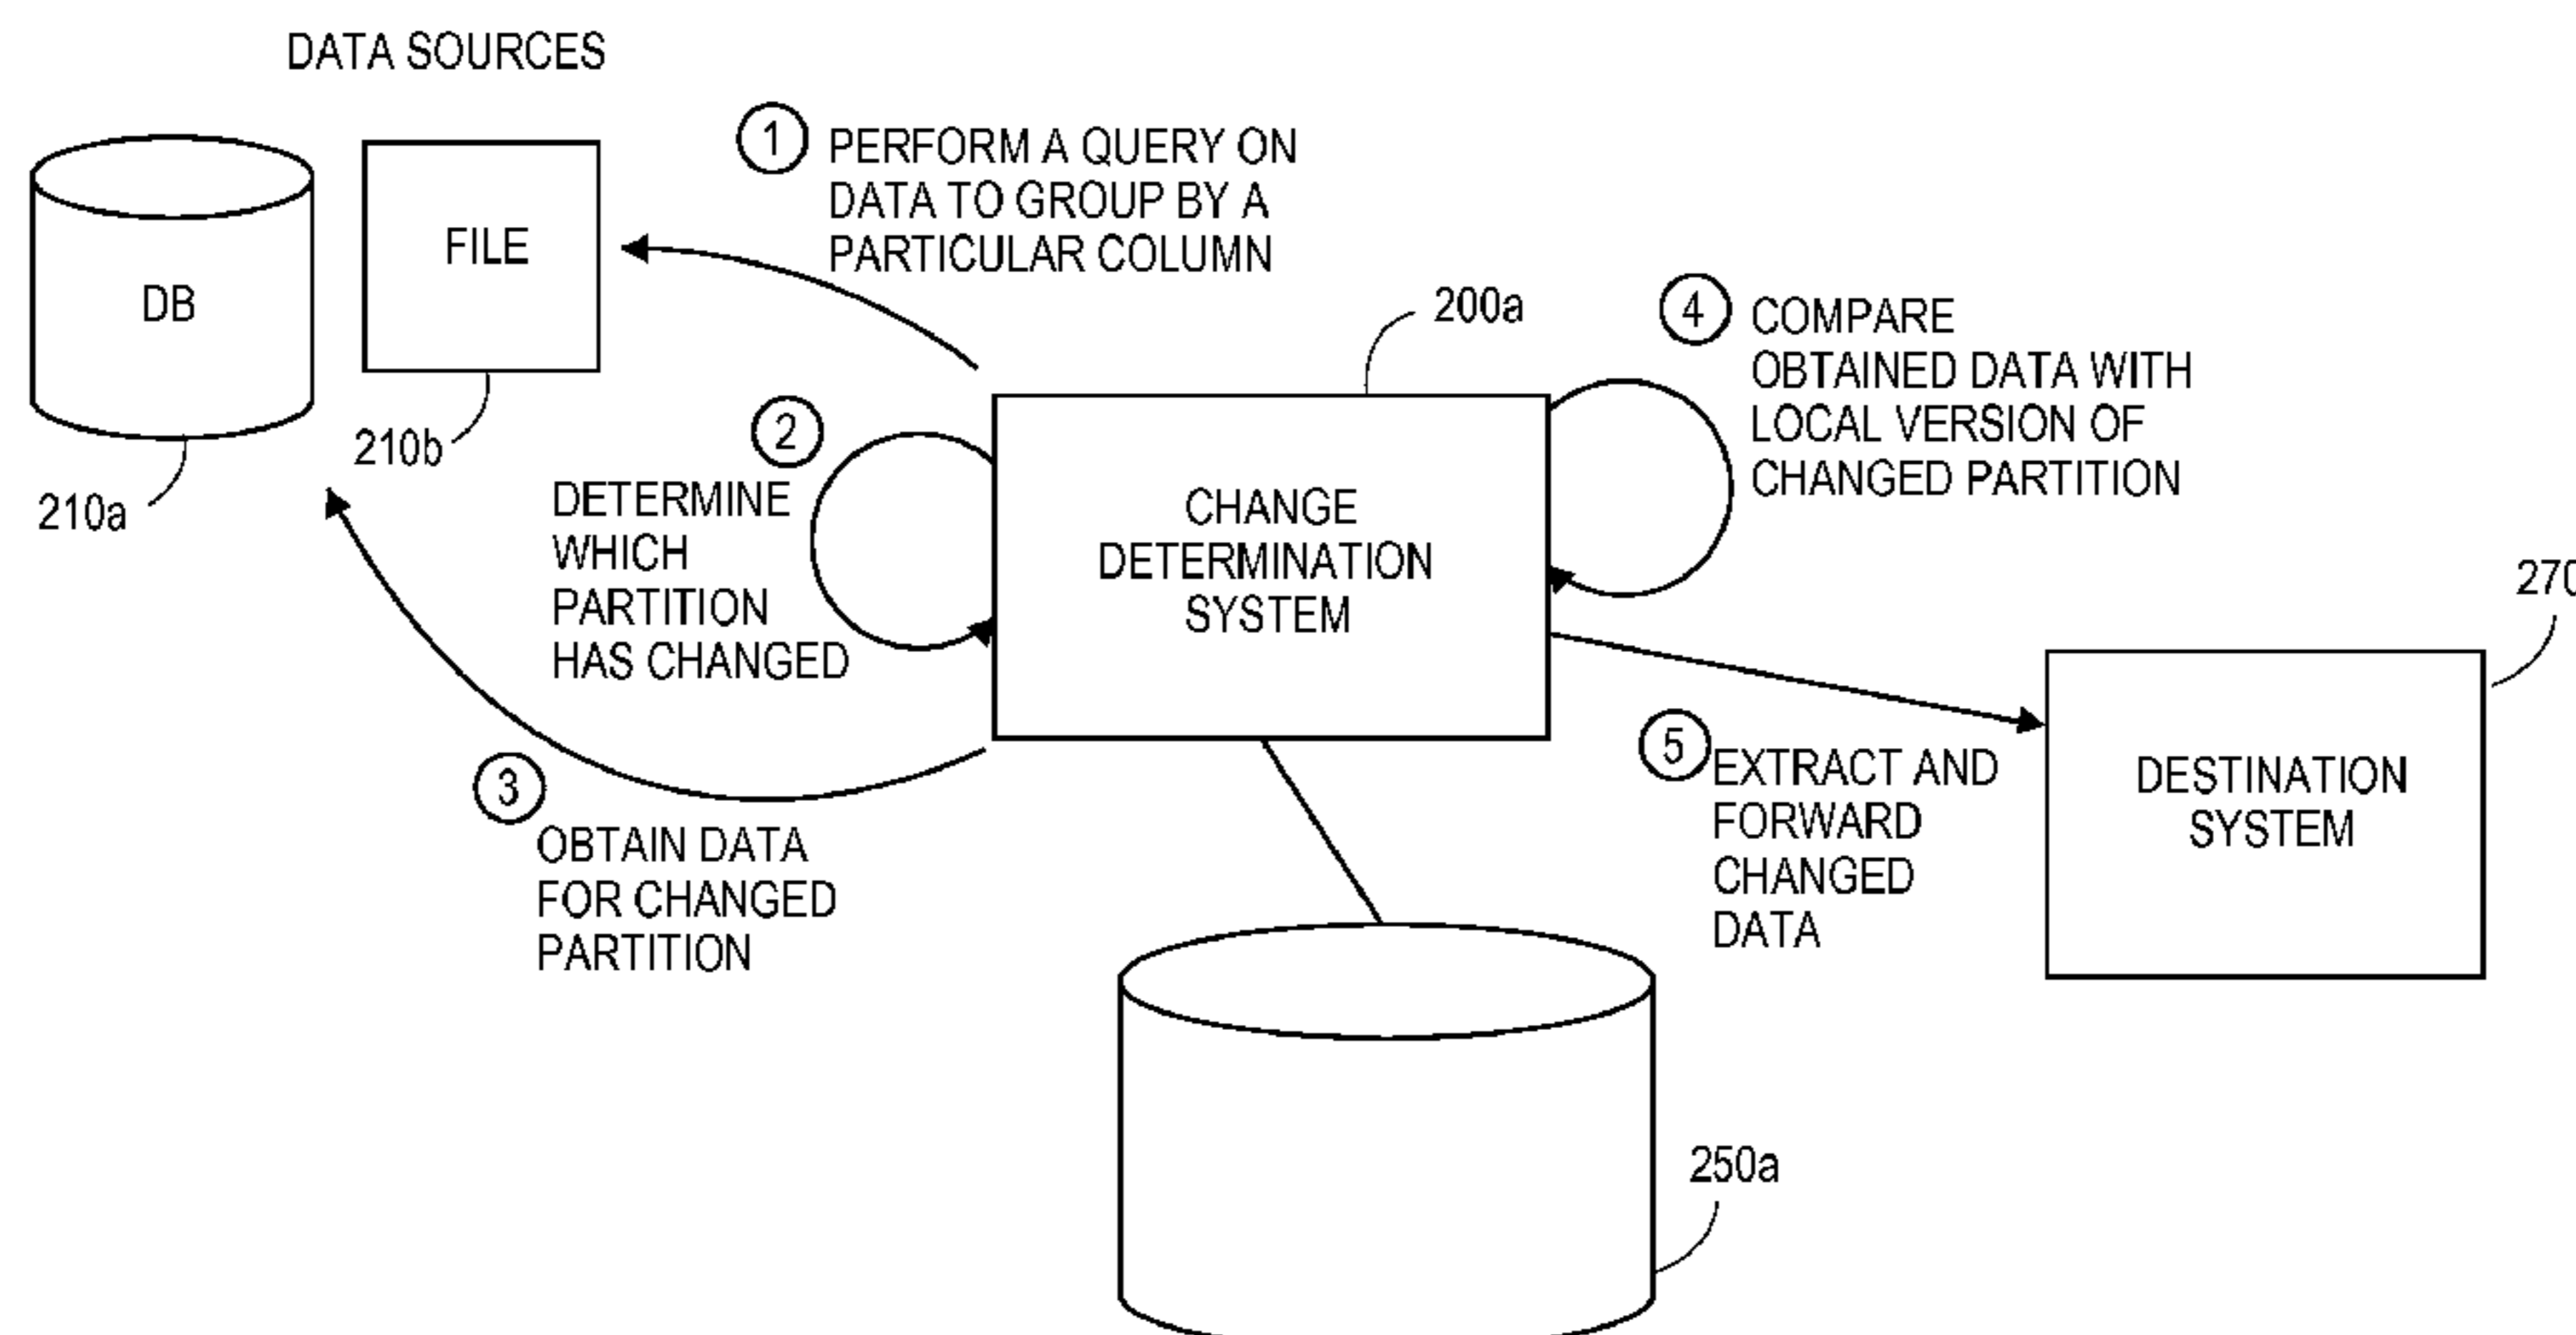 DATA SOURCES
DB
FILE
210a
210b
1
PERFORM A QUERY ON
DATA TO GROUP BY A
PARTICULAR COLUMN
2
DETERMINE
WHICH
PARTITION
HAS CHANGED
3
OBTAIN DATA
FOR CHANGED
PARTITION
200a
CHANGE
DETERMINATION
SYSTEM
4
COMPARE
OBTAINED DATA WITH
LOCAL VERSION OF
CHANGED PARTITION
5
EXTRACT AND
FORWARD
CHANGED
DATA
270
DESTINATION
SYSTEM
250a